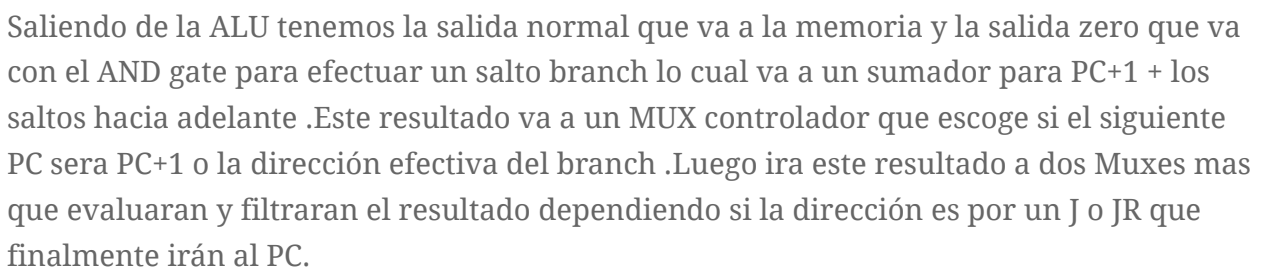 Saliendo de la ALU tenemos la salida normal que va a la memoria y la salida zero que va
con el AND gate para efectuar un salto branch lo cual va a un sumador para PC+1 + los
saltos hacia adelante .Este resultado va a un MUX controlador que escoge si el siguiente
PC sera PC+1 o la dirección efectiva del branch .Luego ira este resultado a dos Muxes mas
que evaluaran y filtraran el resultado dependiendo si la dirección es por un J o JR que
finalmente irán al PC.